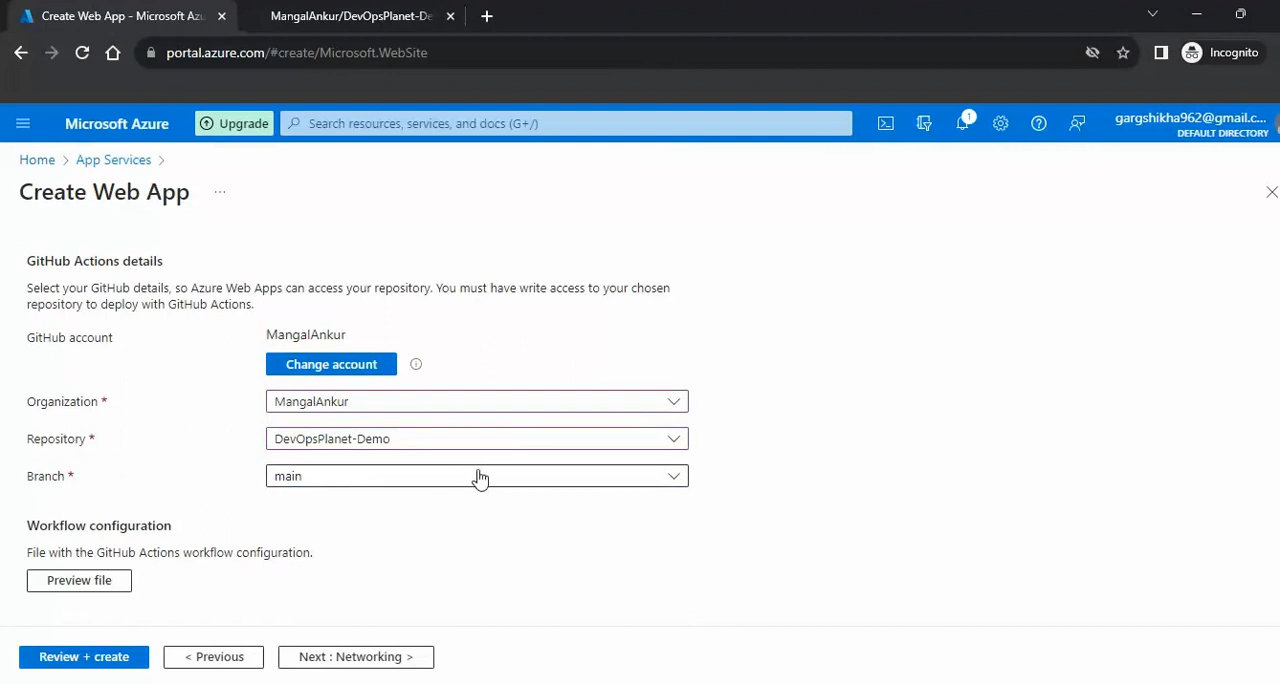 Create Web App - Microsoft Azu
MangalAnkur/DevOpsPlanet-De
portal.azure.com/#create/Microsoft.WebSite
Incognito
Microsoft Azure
Upgrade
Search resources, services, and docs (G+/)
1
gargshikha962@gmail.c...
DEFAULT DIRECTORY
Home > App Services >
Create Web App ...
GitHub Actions details
Select your GitHub details, so Azure Web Apps can access your repository. You must have write access to your chosen
repository to deploy with GitHub Actions.
GitHub account
MangalAnkur
Change account
Organization *
MangalAnkur
Repository *
DevOpsPlanet-Demo
Branch *
main
Workflow configuration
File with the GitHub Actions workflow configuration.
Preview file
Review + create
< Previous
Next : Networking >